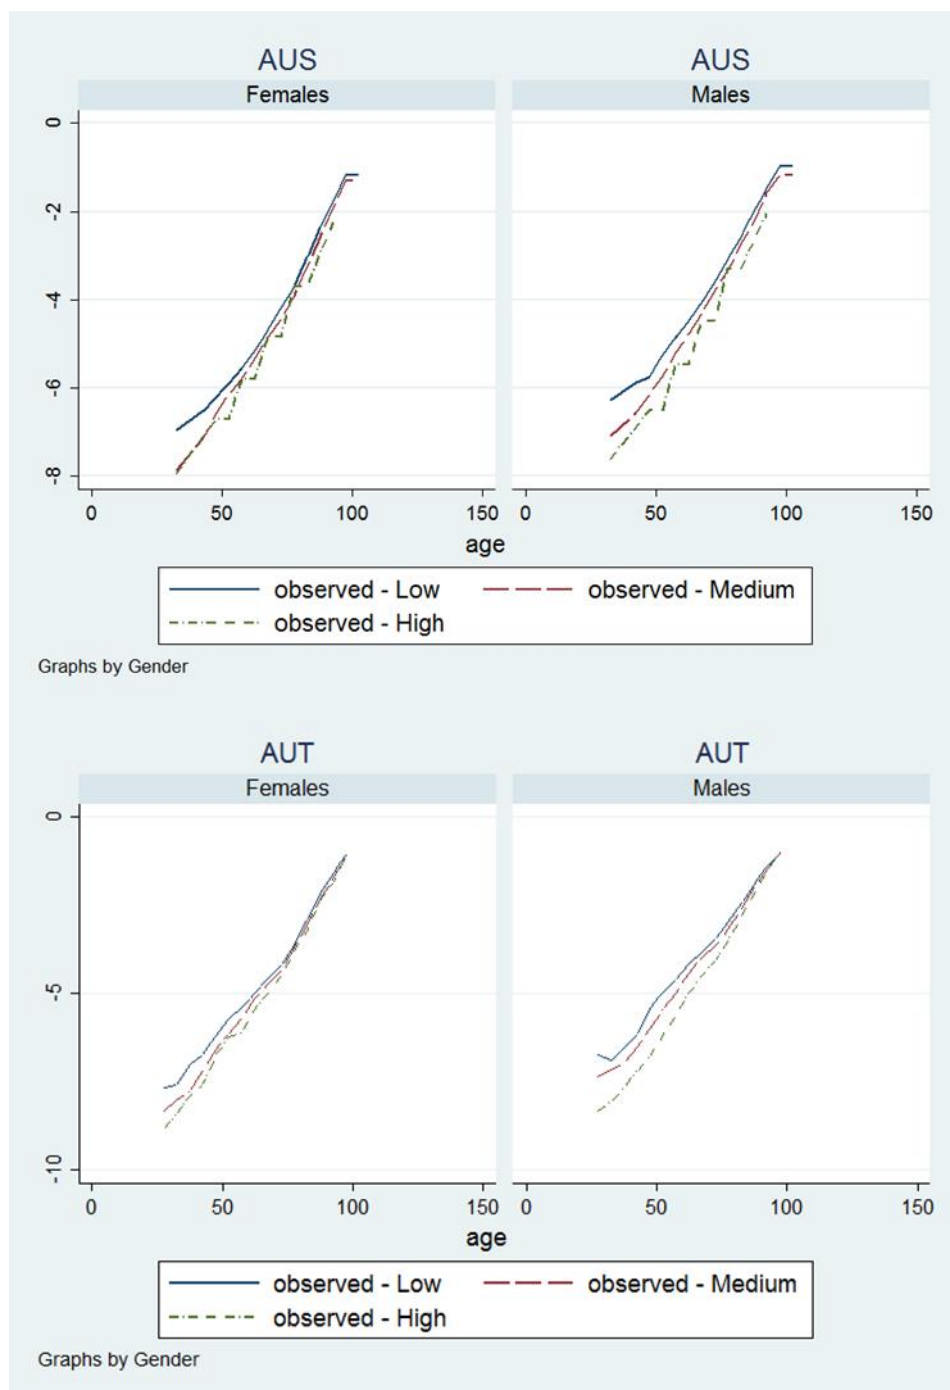 AUS AUS
Females Males
0
-2
-4
-6
-8
0 50 100 150 0 50 100 150
age
observed - Low observed - Medium
observed - High
Graphs by Gender
AUT AUT
Females Males
0
-5
-10
0 50 100 150 0 50 100 150
age
observed - Low observed - Medium
observed - High
Graphs by Gender